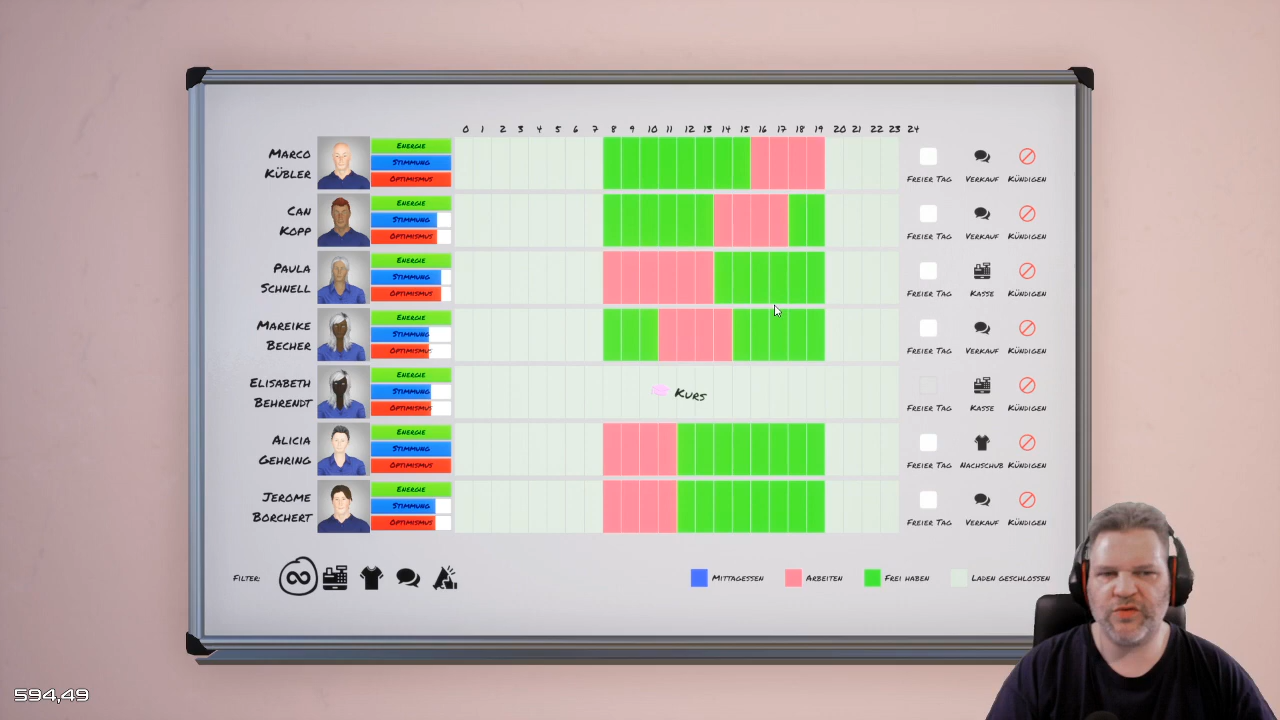 0 1 2 3 4 5 6 7 8 9 10 11 12 13 15 16 17 18 19 20 21 22 23 24
MARCO KÜBLER
ENERGIE
STIMMUNG
OPTIMISMUS
FREIER TAG VERKAUF KÜNDIGEN
CAN KOPP
ENERGIE
STIMMUNG
OPTIMISMUS
FREIER TAG VERKAUF KÜNDIGEN
PAULA SCHNELL
ENERGIE
STIMMUNG
OPTIMISMUS
FREIER TAG KASSE KÜNDIGEN
MAREIKE BECHER
ENERGIE
STIMMUNG
OPTIMISMUS
FREIER TAG VERKAUF KÜNDIGEN
ELISABETH BEHRENDT
ENERGIE
STIMMUNG
OPTIMISMUS
KURS
FREIER TAG KASSE KÜNDIGEN
ALICIA GEHRING
ENERGIE
STIMMUNG
OPTIMISMUS
FREIER TAG NACHSCHUB KÜNDIGEN
JEROME BORCHERT
ENERGIE
STIMMUNG
OPTIMISMUS
FREIER TAG VERKAUF KÜNDIGEN
FILTER: MITTAGESSEN ARBEITEN FREI HABEN LADEN GESCHLOSSEN
594,49